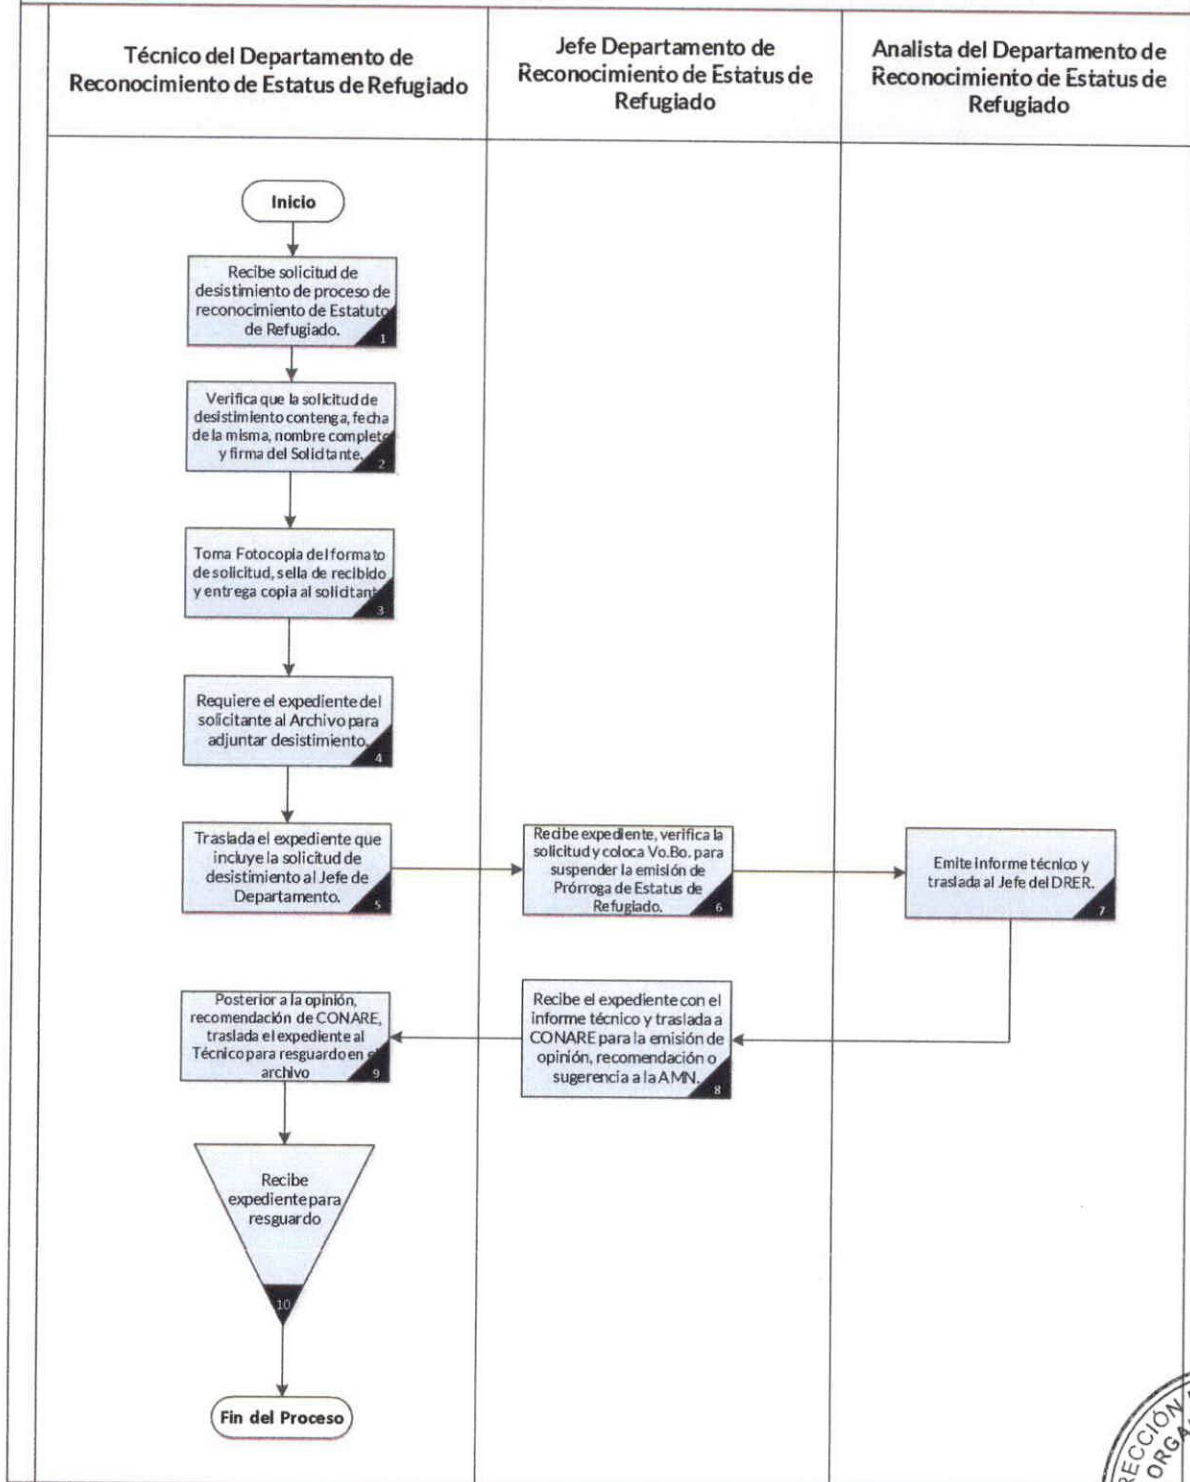 Técnico del Departamento de
Reconocimiento de Estatus de Refugiado
Jefe Departamento de
Reconocimiento de Estatus de
Refugiado
Analista del Departamento de
Reconocimiento de Estatus de
Refugiado
Inicio
Recibe solicitud de
desistimiento de proceso de
reconocimiento de Estatuto
de Refugiado.
1
Verifica que la solicitud de
desistimiento contenga, fecha
de la misma, nombre completo
y firma del Solicitante.
2
Toma Fotocopia del formato
de solicitud, sella de recibido
y entrega copia al solicitante
3
Requiere el expediente del
solicitante al Archivo para
adjuntar desistimiento.
4
Traslada el expediente que
incluye la solicitud de
desistimiento al Jefe de
Departamento.
5
Recibe expediente, verifica la
solicitud y coloca Vo.Bo. para
suspender la emisión de
Prórroga de Estatus de
Refugiado.
6
Emite informe técnico y
traslada al Jefe del DRER.
7
Recibe el expediente con el
informe técnico y traslada a
CONARE para la emisión de
opinión, recomendación o
sugerencia a la AMN.
8
Posterior a la opinión,
recomendación de CONARE,
traslada el expediente al
Técnico para resguardo en el
archivo
9
Recibe
expediente para
resguardo
10
Fin del Proceso